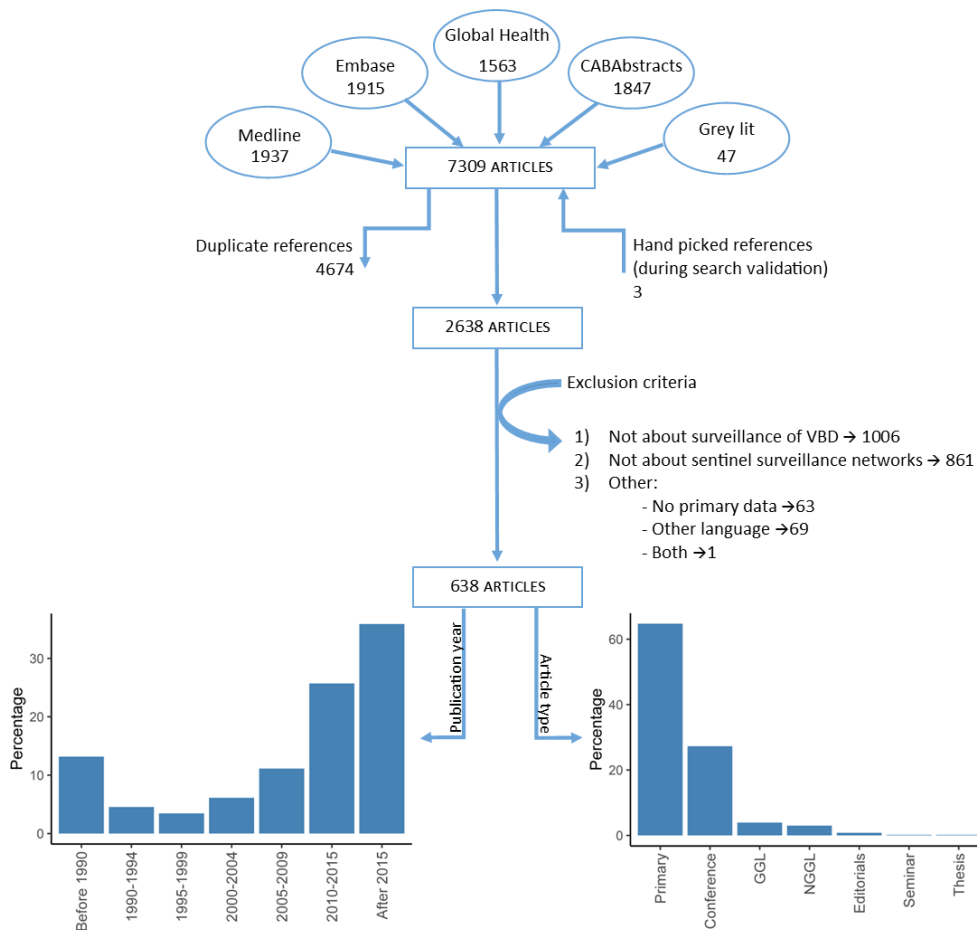 Global Health
1563
Embase
1915
CABAbstracts
1847
Medline
1937
Grey lit
47
7309 ARTICLES
Duplicate references
4674
Hand picked references
(during search validation)
3
2638 ARTICLES
Exclusion criteria
1) Not about surveillance of VBD → 1006
2) Not about sentinel surveillance networks → 861
3) Other:
- No primary data →63
- Other language →69
- Both →1
638 ARTICLES
Publication year
Article type
Percentage
30
20
10
0
Before 1990
1990-1994
1995-1999
2000-2004
2005-2009
2010-2015
After 2015
Percentage
60
40
20
0
Primary
Conference
GGL
NGGL
Editorials
Seminar
Thesis